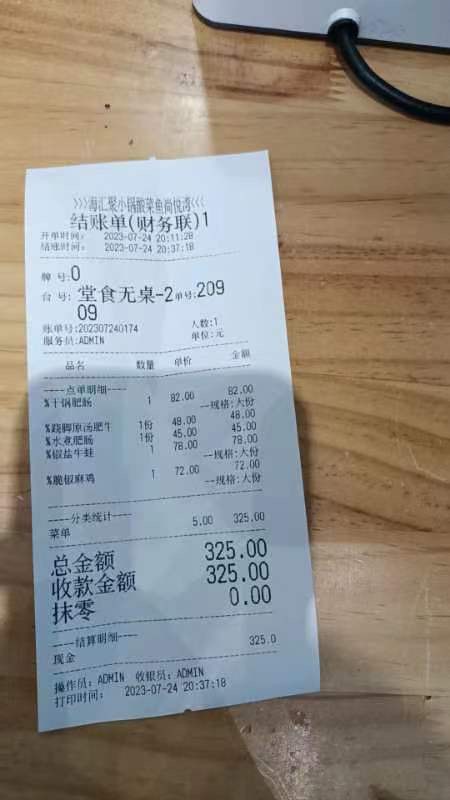 >>>海汇聚小锅酸菜鱼尚悦湾<<<
结账单(财务联)1
开单时间: 2023-07-24 20:11:28
结账时间: 2023-07-24 20:37:18
牌 号:0
台 号:堂食无桌-2单号:209
09
账单号:202307240174 人数:1
服务员:ADMIN 单位:元
品名 数量 单价 金额
----点单明细----
%干锅肥肠 1 82.00 82.00
--规格:大份
%跷脚原汤肥牛 1份 48.00 48.00
%水煮肥肠 1份 45.00 45.00
%椒盐牛蛙 1 78.00 78.00
--规格:大份
%脆椒麻鸡 1 72.00 72.00
--规格:大份
----分类统计----
菜单 5.00 325.00
总金额 325.00
收款金额 325.00
抹零 0.00
----结算明细----
现金 325.0
操作员: ADMIN 收银员: ADMIN
打印时间: 2023-07-24 20:37:18